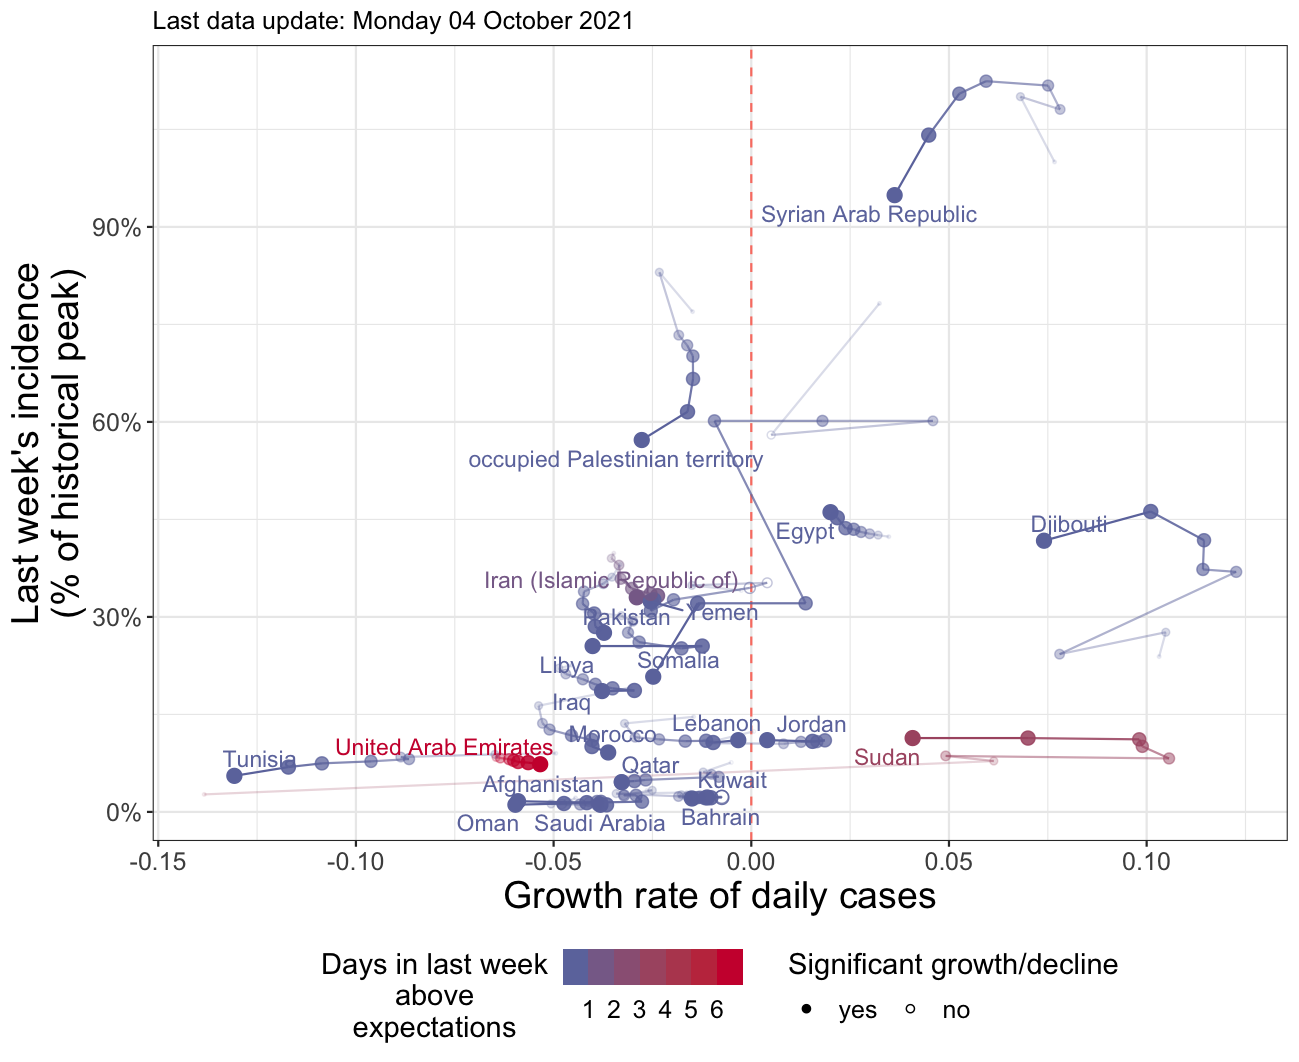 Last data update: Monday 04 October 2021
Last week's incidence
(% of historical peak)
90%
60%
30%
0%
Syrian Arab Republic
occupied Palestinian territory
Egypt
Djibouti
Iran (Islamic Republic of)
Pakistan
Yemen
Somalia
Libya
Iraq
Morocco
Lebanon
Jordan
Tunisia
United Arab Emirates
Sudan
Qatar
Afghanistan
Kuwait
Oman
Saudi Arabia
Bahrain
-0.15
-0.10
-0.05
0.00
0.05
0.10
Growth rate of daily cases
Days in last week
above
expectations
1 2 3 4 5 6
Significant growth/decline
yes
no